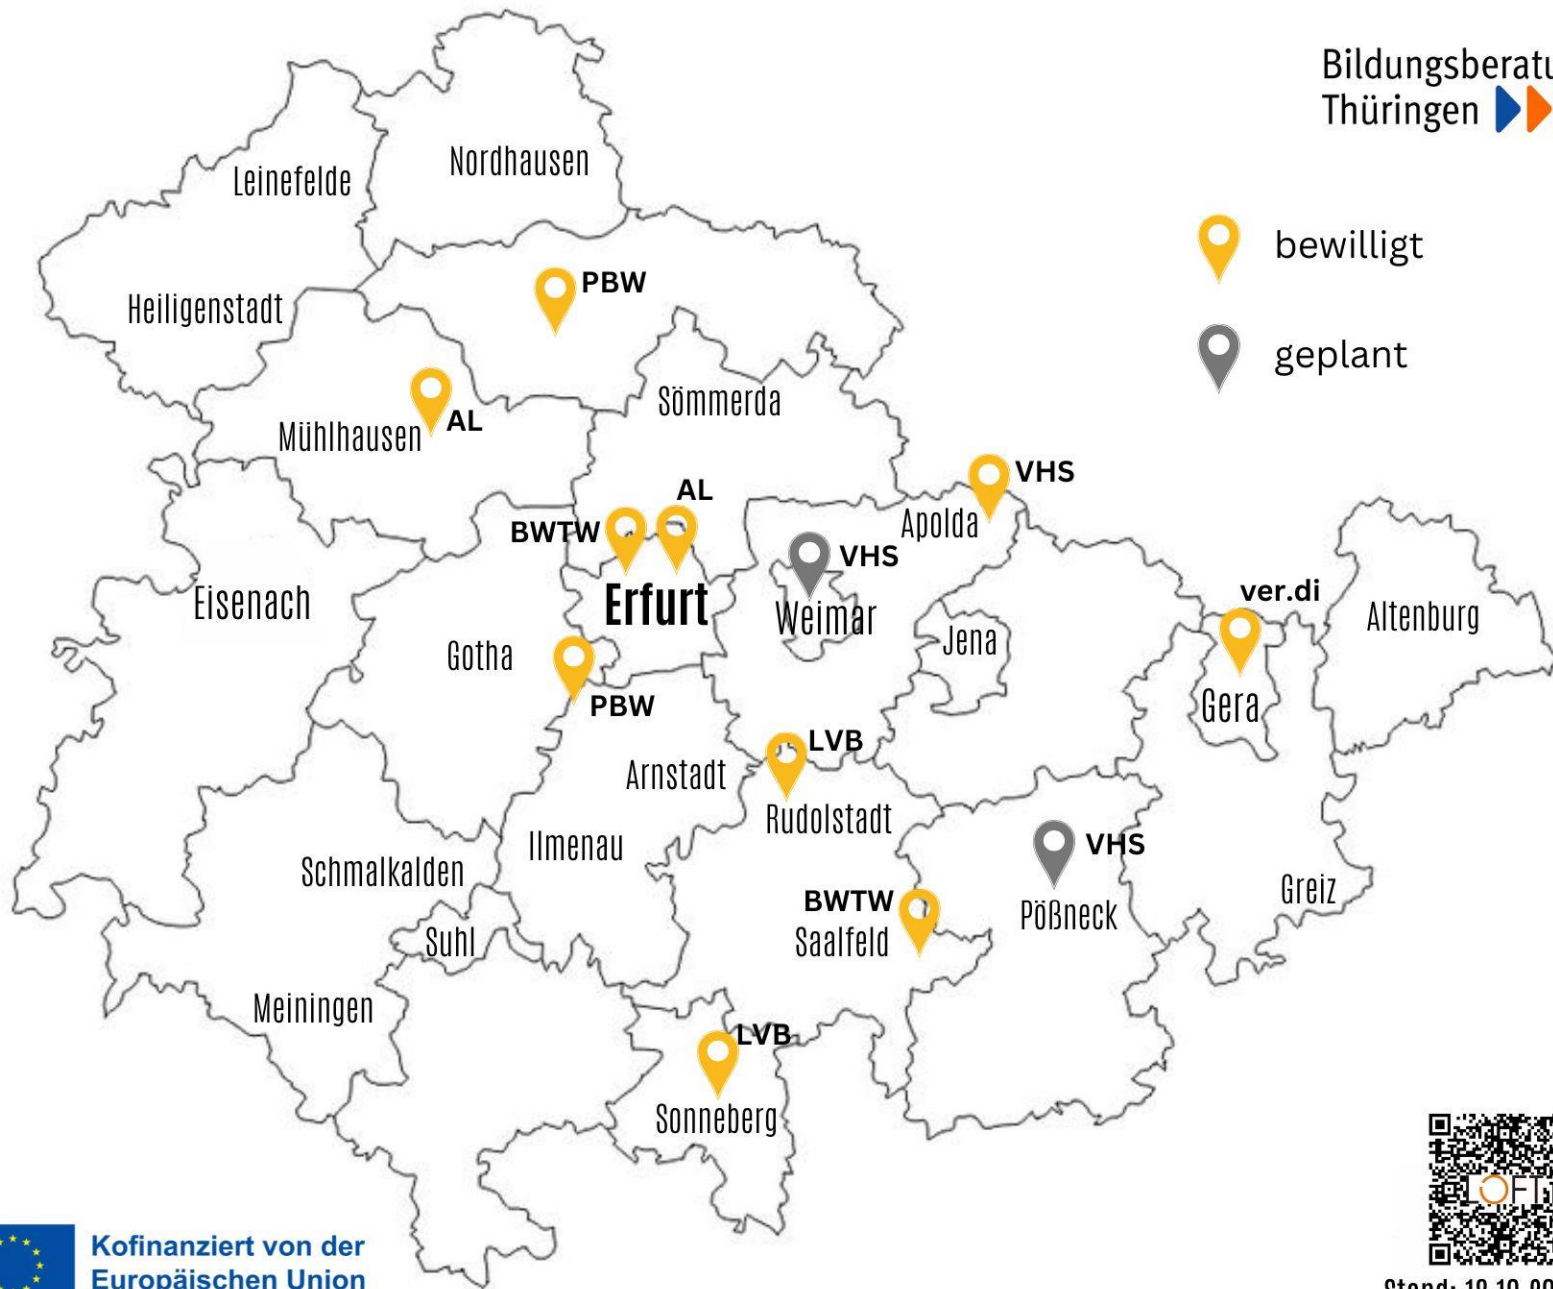 Bildungsberatu
Thüringen
Nordhausen
Leinefelde
bewilligt
PBW
Heiligenstadt
geplant
Sömmerda
AL
Mühlhausen
VHS
AL
BWTW
Apolda
VHS
ver.di
Eisenach
Erfurt
Weimar
Altenburg
Jena
Gotha
PBW
Gera
LVB
Arnstadt
Rudolstadt
Ilmenau
VHS
Schmalkalden
Greiz
BWTW
Pößneck
Suhl
Saalfeld
Meiningen
LVB
Sonneberg
LOFT
Kofinanziert von der
Europäischen Union
Stand: